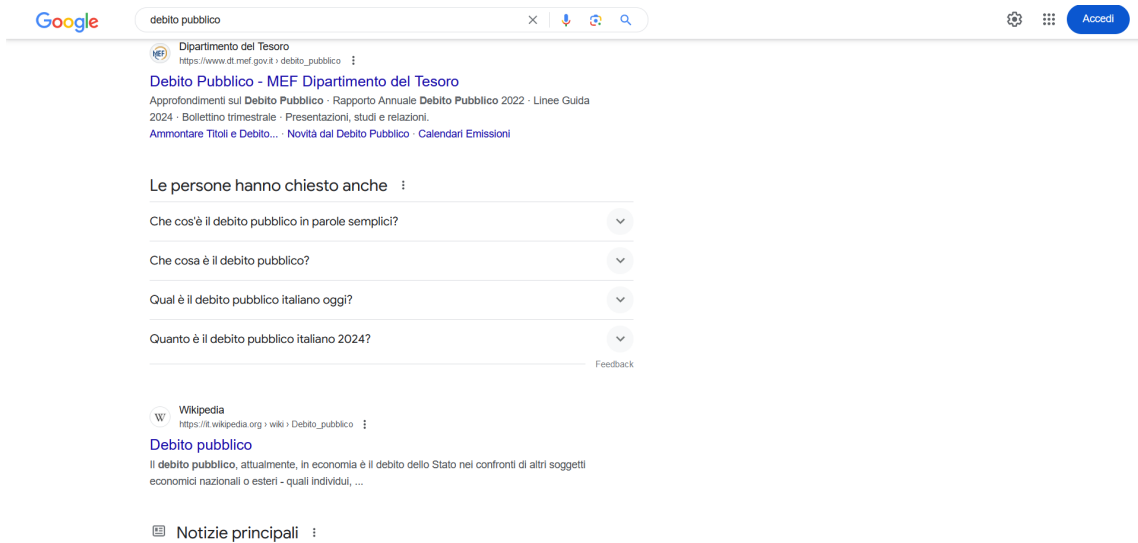 Google
debito pubblico
Accedi
MEF
Dipartimento del Tesoro
https://www.dt.mef.gov.it › debito_pubblico
Debito Pubblico - MEF Dipartimento del Tesoro
Approfondimenti sul Debito Pubblico · Rapporto Annuale Debito Pubblico 2022 · Linee Guida
2024 · Bollettino trimestrale · Presentazioni, studi e relazioni.
Ammontare Titoli e Debito... · Novità dal Debito Pubblico · Calendari Emissioni
Le persone hanno chiesto anche
Che cos'è il debito pubblico in parole semplici?
Che cosa è il debito pubblico?
Qual è il debito pubblico italiano oggi?
Quanto è il debito pubblico italiano 2024?
Feedback
W
Wikipedia
https://it.wikipedia.org › wiki › Debito_pubblico
Debito pubblico
Il debito pubblico, attualmente, in economia è il debito dello Stato nei confronti di altri soggetti
economici nazionali o esteri - quali individui, ...
Notizie principali